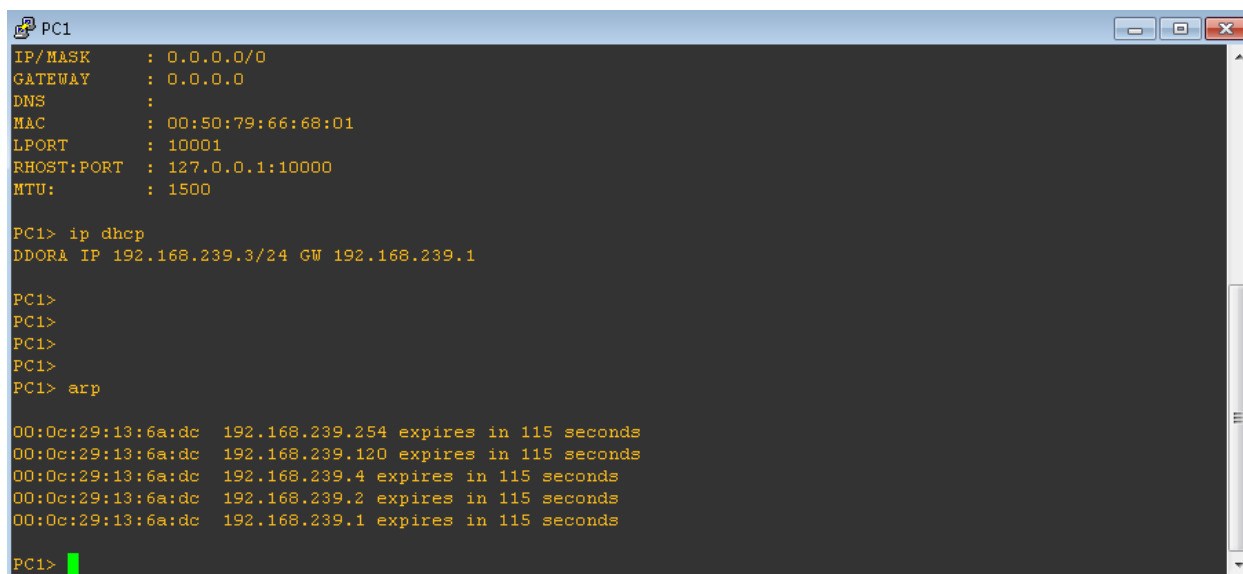 PC1
IP/MASK : 0.0.0.0/0
GATEWAY : 0.0.0.0
DNS :
MAC : 00:50:79:66:68:01
LPORT : 10001
RHOST:PORT : 127.0.0.1:10000
MTU: : 1500
PC1> ip dhcp
DDORA IP 192.168.239.3/24 GW 192.168.239.1
PC1>
PC1>
PC1>
PC1>
PC1> arp
00:0c:29:13:6a:dc 192.168.239.254 expires in 115 seconds
00:0c:29:13:6a:dc 192.168.239.120 expires in 115 seconds
00:0c:29:13:6a:dc 192.168.239.4 expires in 115 seconds
00:0c:29:13:6a:dc 192.168.239.2 expires in 115 seconds
00:0c:29:13:6a:dc 192.168.239.1 expires in 115 seconds
PC1>